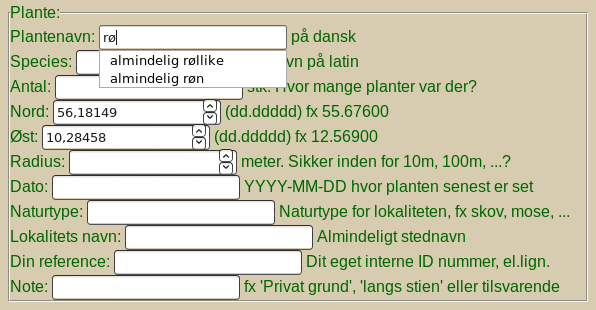 Plante:
Plantenavn: rø på dansk
almindelig røllike
almindelig røn
Species: vn på latin
Antal: stk. Hvor mange planter var der?
Nord: 56,18149 (dd.ddddd) fx 55.67600
Øst: 10,28458 (dd.ddddd) fx 12.56900
Radius: meter. Sikker inden for 10m, 100m, ...?
Dato: YYYY-MM-DD hvor planten senest er set
Naturtype: Naturtype for lokaliteten, fx skov, mose, ...
Lokalitets navn: Almindeligt stednavn
Din reference: Dit eget interne ID nummer, el.lign.
Note: fx 'Privat grund', 'langs stien' eller tilsvarende